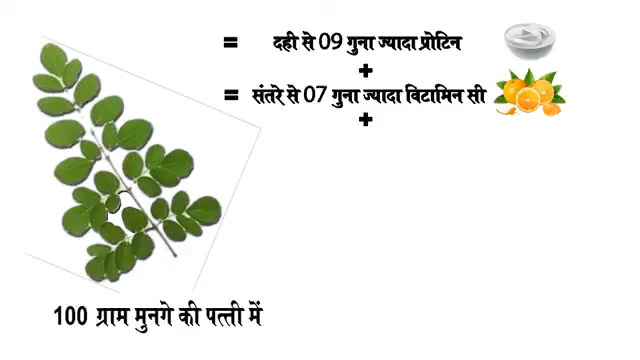 = दही से 09 गुना ज्यादा प्रोटिन
+
= संतरे से 07 गुना ज्यादा विटामिन सी
+
100 ग्राम मुनगे की पत्ती में